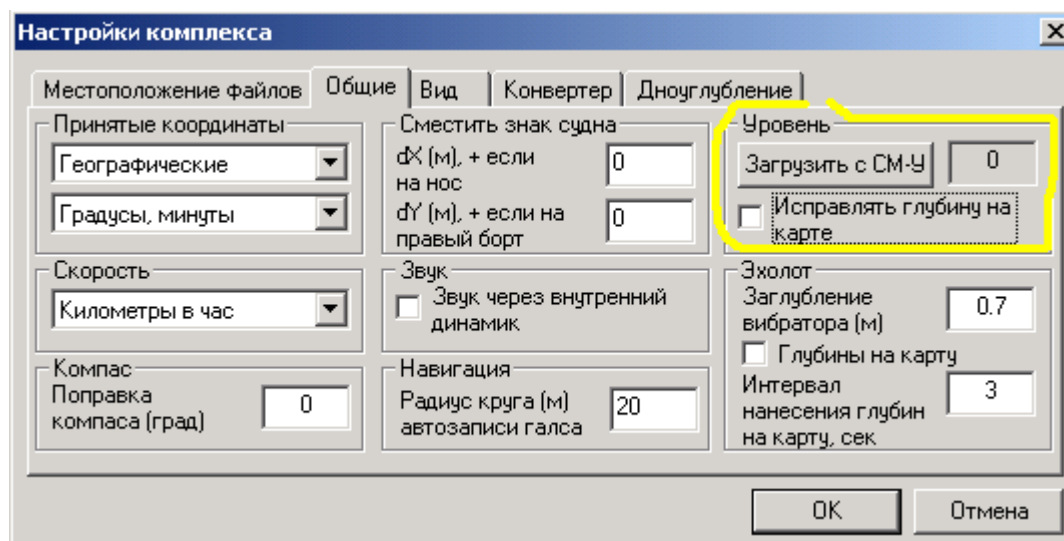 Настройки комплекса
Местоположение файлов
Общие
Вид
Конвертер
Дноуглубление
Принятые координаты
Географические
Градусы, минуты
Скорость
Километры в час
Компас
Поправка
компаса (град)
0
Сместить знак судна
dX (м), + если
на нос
0
dY (м), + если на
правый борт
0
Звук
Звук через внутренний
динамик
Навигация
Радиус круга (м)
автозаписи галса
20
Уровень
Загрузить с СМ-У
0
Исправлять глубину на
карте
Эхолот
Заглубление
вибратора (м)
0.7
Глубины на карту
Интервал
нанесения глубин
на карту, сек
3
OK
Отмена